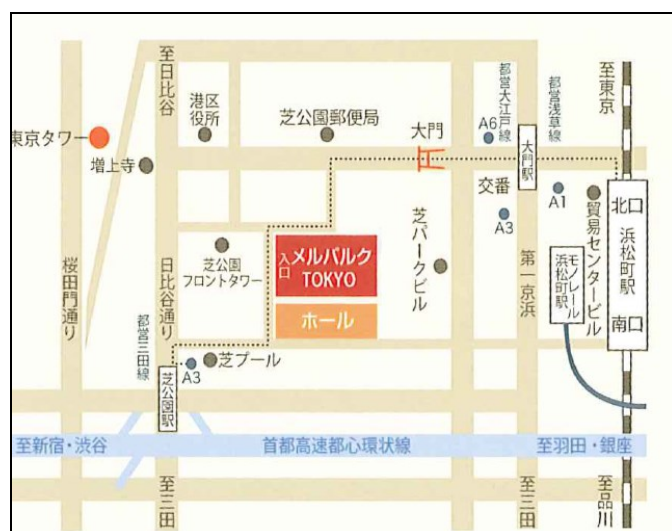 至日比谷
都営大江戸線
都営浅草線
至東京
港区
役所
芝公園郵便局
大門
A6
東京タワー
増上寺
大門駅
交番
A1
A3
北口
浜松町駅
南口
貿易センタービル
モノレール
浜松町駅
入口
メルパルク
TOKYO
ホール
芝公園
フロントタワー
芝パークビル
第一京浜
桜田門通り
日比谷通り
都営三田線
芝プール
A3
芝公園駅
至新宿・渋谷
首都高速都心環状線
至羽田・銀座
至三田
至三田
至品川